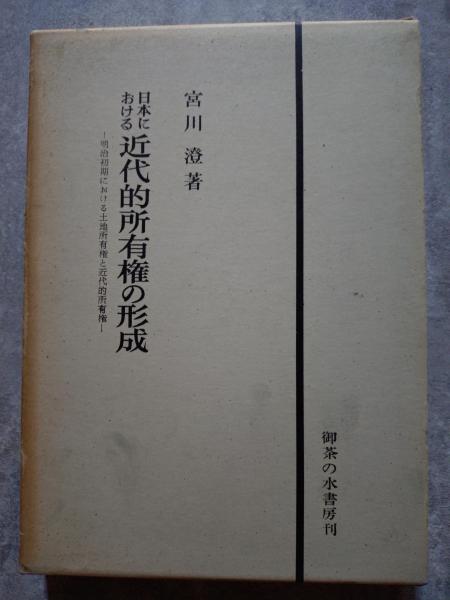 宮川澄著
日本における近代的所有権の形成
―明治初期における土地所有権と近代的所有権―
御茶の水書房刊